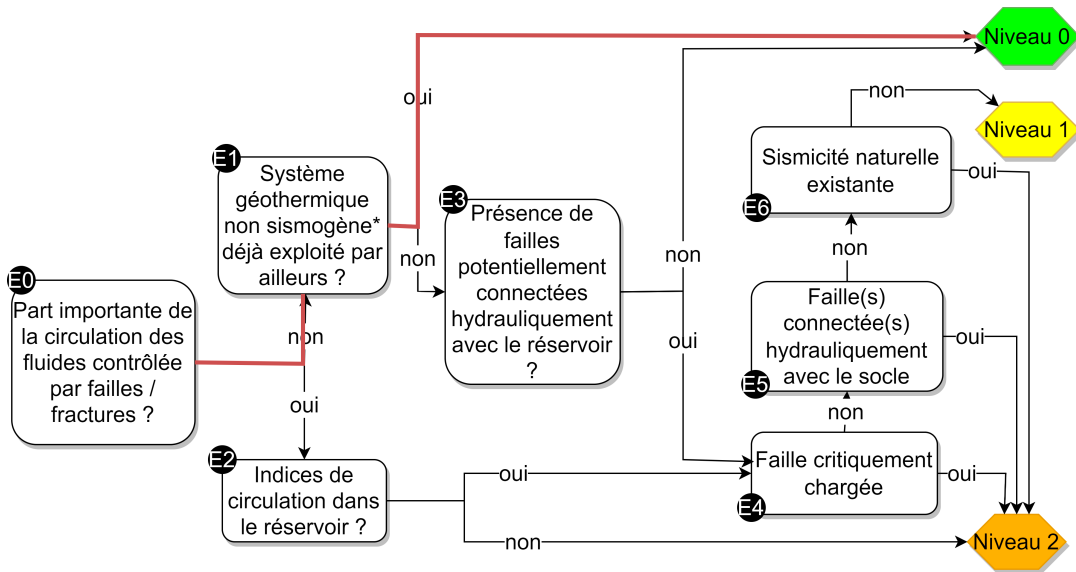 E0
Part importante de
la circulation des
fluides contrôlée
par failles /
fractures ?
non
oui
E1
Système
géothermique
non sismogène*
déjà exploité par
ailleurs ?
oui
non
E2
Indices de
circulation dans
le réservoir ?
oui
non
E3
Présence de
failles
potentiellement
connectées
hydrauliquement
avec le réservoir
?
non
oui
E4
Faille critiquement
chargée
non
oui
E5
Faille(s)
connectée(s)
hydrauliquement
avec le socle
non
oui
E6
Sismicité naturelle
existante
non
oui
Niveau 0
Niveau 1
Niveau 2